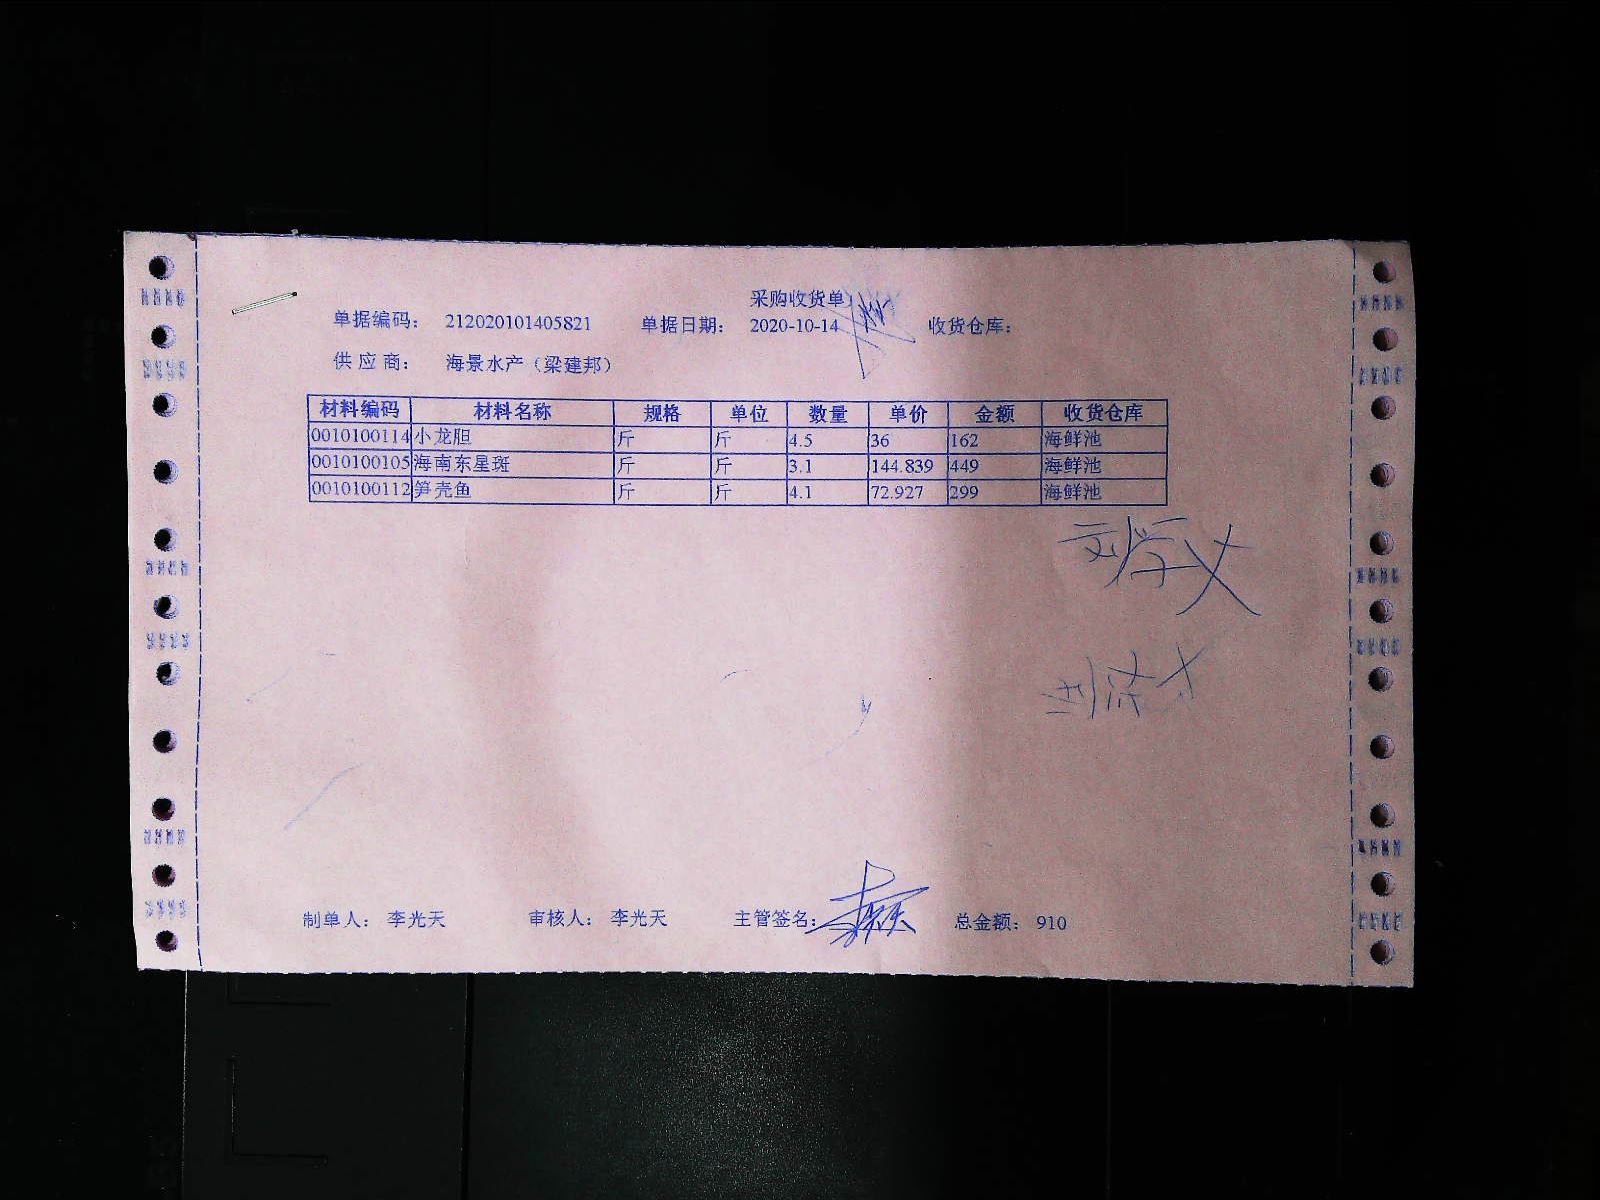 采购收货单
单据编码： 212020101405821 单据日期： 2020-10-14 收货仓库：
供应商： 海景水产（梁建邦）
材料编码 材料名称 规格 单位 数量 单价 金额 收货仓库
0010100114 小龙胆 斤 斤 4.5 36 162 海鲜池
0010100105 海南东星斑 斤 斤 3.1 144.839 449 海鲜池
0010100112 笋壳鱼 斤 斤 4.1 72.927 299 海鲜池
制单人： 李光天 审核人： 李光天 主管签名： 总金额： 910